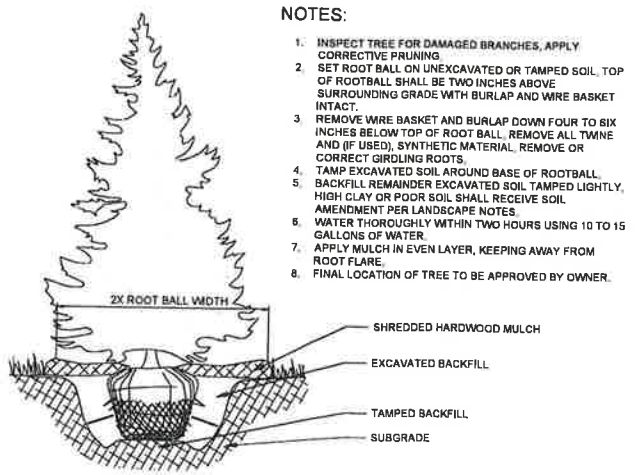 NOTES:
1. INSPECT TREE FOR DAMAGED BRANCHES, APPLY
CORRECTIVE PRUNING.
2. SET ROOT BALL ON UNEXCAVATED OR TAMPED SOIL, TOP
OF ROOTBALL SHALL BE TWO INCHES ABOVE
SURROUNDING GRADE WITH BURLAP AND WIRE BASKET
INTACT.
3. REMOVE WIRE BASKET AND BURLAP DOWN FOUR TO SIX
INCHES BELOW TOP OF ROOT BALL, REMOVE ALL TWINE
AND (IF USED), SYNTHETIC MATERIAL, REMOVE OR
CORRECT GIRDLING ROOTS.
4. TAMP EXCAVATED SOIL AROUND BASE OF ROOTBALL.
5. BACKFILL REMAINDER EXCAVATED SOIL TAMPED LIGHTLY,
HIGH CLAY OR POOR SOIL SHALL RECEIVE SOIL
AMENDMENT PER LANDSCAPE NOTES.
6. WATER THOROUGHLY WITHIN TWO HOURS USING 10 TO 15
GALLONS OF WATER.
7. APPLY MULCH IN EVEN LAYER, KEEPING AWAY FROM
ROOT FLARE.
8. FINAL LOCATION OF TREE TO BE APPROVED BY OWNER.
2X ROOT BALL WIDTH
SHREDDED HARDWOOD MULCH
EXCAVATED BACKFILL
TAMPED BACKFILL
SUBGRADE